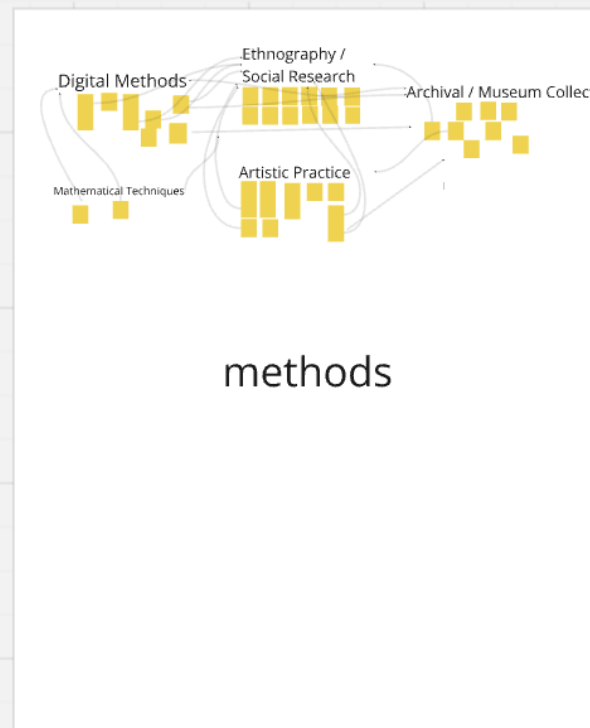 Ethnography /
Social Research
Digital Methods
Archival / Museum Collec
Artistic Practice
Mathematical Techniques
methods